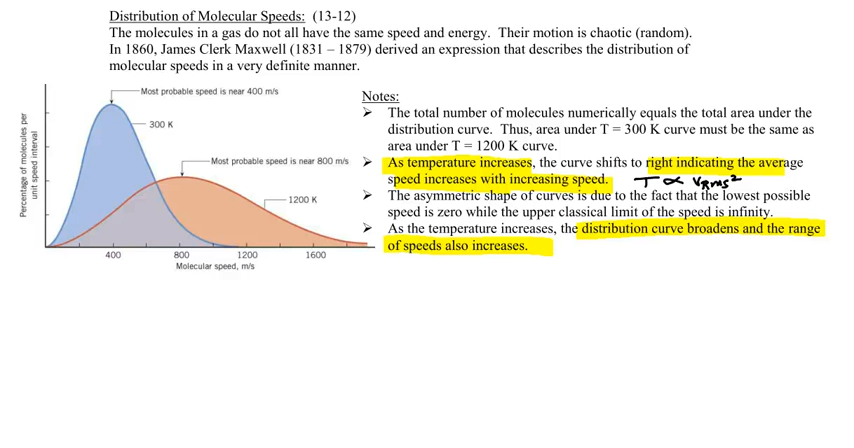 Distribution of Molecular Speeds: (13-12)
The molecules in a gas do not all have the same speed and energy. Their motion is chaotic (random).
In 1860, James Clerk Maxwell (1831 – 1879) derived an expression that describes the distribution of
molecular speeds in a very definite manner.
Percentage of molecules per
unit speed interval
Most probable speed is near 400 m/s
300 K
Most probable speed is near 800 m/s
1200 K
400 800 1200 1600
Molecular speed, m/s
Notes:
➢ The total number of molecules numerically equals the total area under the
distribution curve. Thus, area under T = 300 K curve must be the same as
area under T = 1200 K curve.
➢ As temperature increases, the curve shifts to right indicating the average
speed increases with increasing speed. T ∝ VRms²
➢ The asymmetric shape of curves is due to the fact that the lowest possible
speed is zero while the upper classical limit of the speed is infinity.
➢ As the temperature increases, the distribution curve broadens and the range
of speeds also increases.